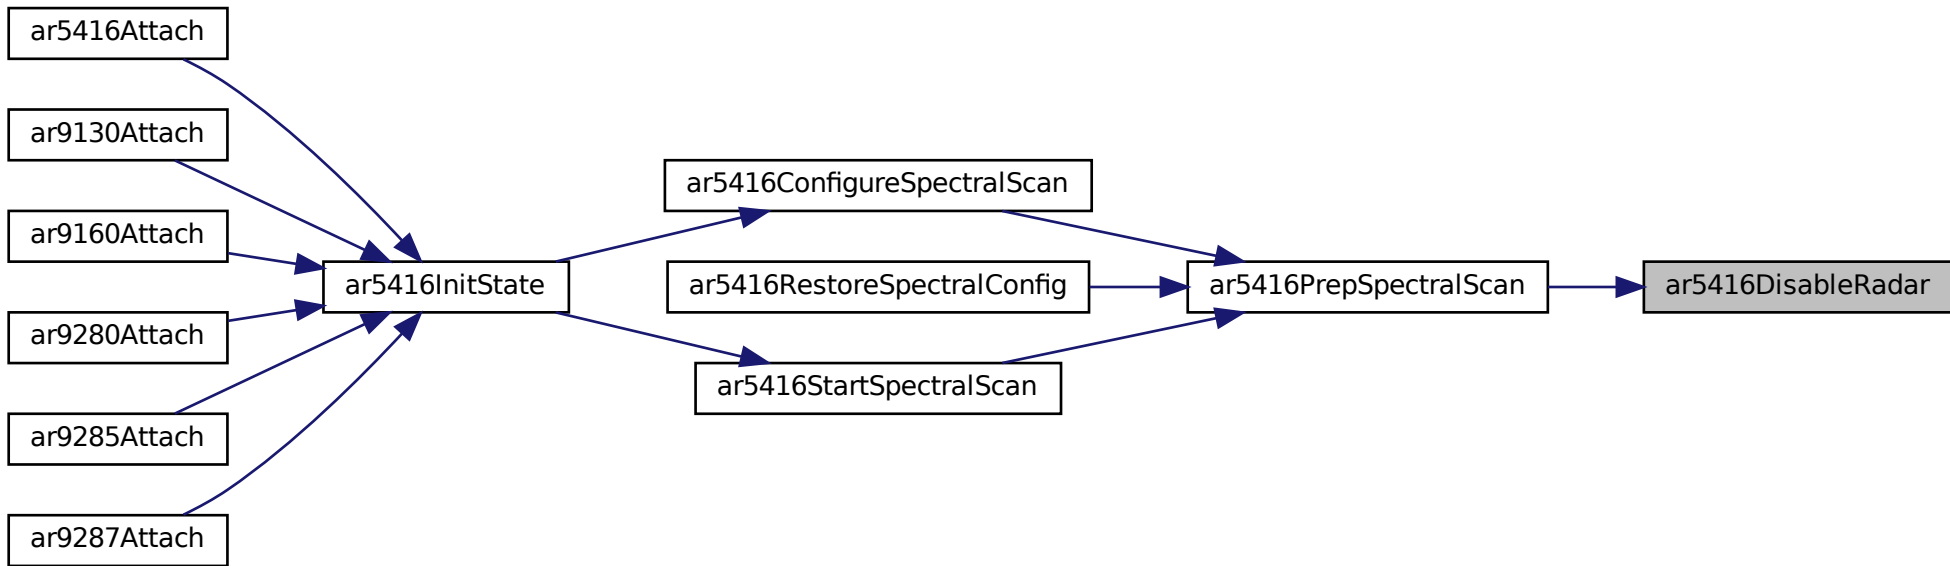 ar5416Attach
ar9130Attach
ar9160Attach
ar9280Attach
ar9285Attach
ar9287Attach
ar5416InitState
ar5416ConfigureSpectralScan
ar5416RestoreSpectralConfig
ar5416StartSpectralScan
ar5416PrepSpectralScan
ar5416DisableRadar